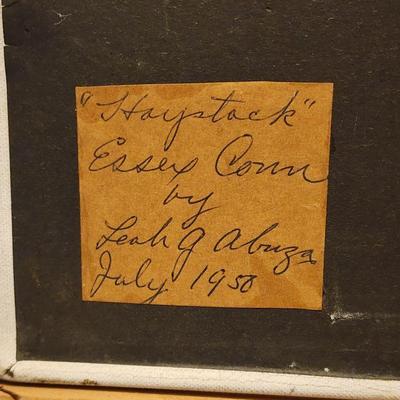 "Haystack"
Essex Conn
by
Leah G Abuza
July 1950